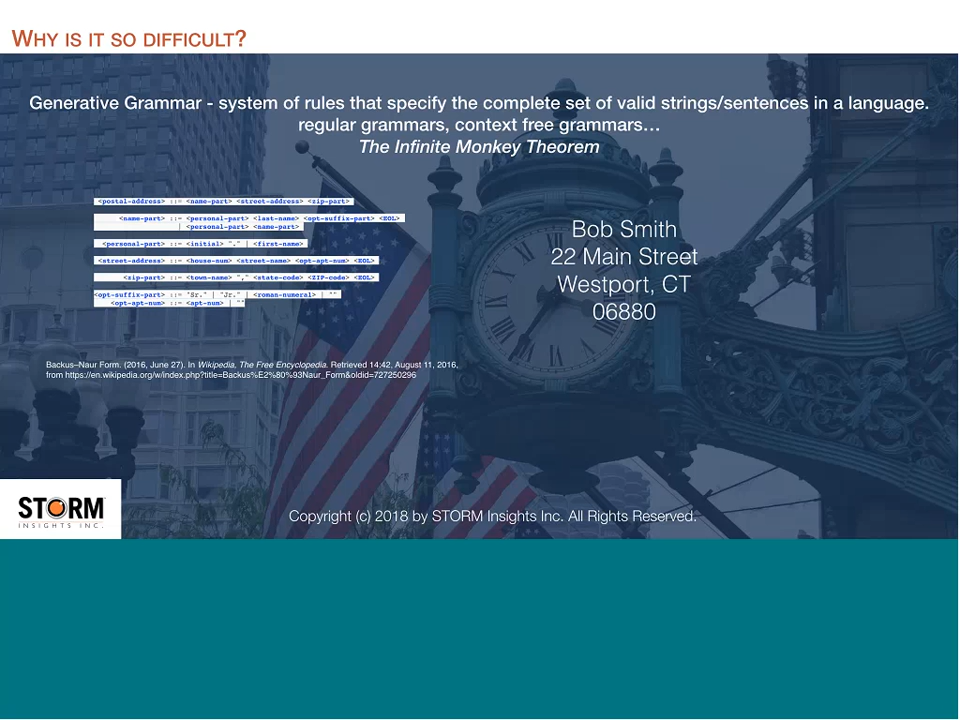 WHY IS IT SO DIFFICULT?
Generative Grammar - system of rules that specify the complete set of valid strings/sentences in a language.
regular grammars, context free grammars…
The Infinite Monkey Theorem
<postal-address> ::= <name-part> <street-address> <zip-part>
<name-part> ::= <personal-part> <last-name> <opt-suffix-part> <EOL>
| <personal-part> <name-part>
<personal-part> ::= <initial> "." | <first-name>
<street-address> ::= <house-num> <street-name> <opt-apt-num> <EOL>
<zip-part> ::= <town-name> "," <state-code> <ZIP-code> <EOL>
<opt-suffix-part> ::= "Sr." | "Jr." | <roman-numeral> | ""
<opt-apt-num> ::= <apt-num> | ""
Bob Smith
22 Main Street
Westport, CT
06880
Backus–Naur Form. (2016, June 27). In Wikipedia, The Free Encyclopedia. Retrieved 14:42, August 11, 2016,
from https://en.wikipedia.org/w/index.php?title=Backus%E2%80%93Naur_Form&oldid=727250296
STORM
INSIGHTS INC.
Copyright (c) 2018 by STORM Insights Inc. All Rights Reserved.